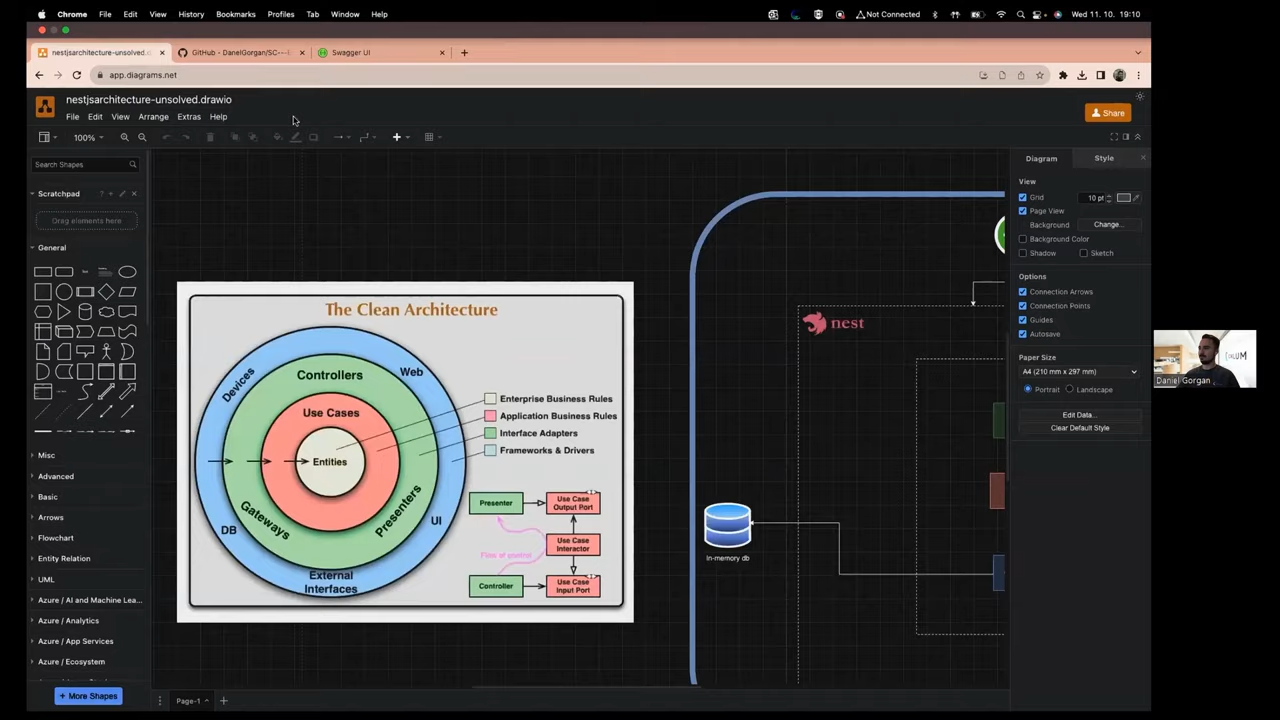 Chrome File Edit View History Bookmarks Profiles Tab Window Help
Not Connected Wed 11. 10. 19:10
nestjsarchitecture-unsolved.d
GitHub - DanelGorgan/SC---
Swagger UI
app.diagrams.net
nestjsarchitecture-unsolved.drawio
File Edit View Arrange Extras Help
Share
100%
Search Shapes
Scratchpad
Drag elements here
General
Misc
Advanced
Basic
Arrows
Flowchart
Entity Relation
UML
Azure / AI and Machine Lea...
Azure / Analytics
Azure / App Services
Azure / Compute
Azure / Ecosystem
+ More Shapes
The Clean Architecture
Devices
Controllers
Web
Use Cases
Entities
DB
Gateways
Presenters
UI
External
Interfaces
Enterprise Business Rules
Application Business Rules
Interface Adapters
Frameworks & Drivers
Presenter
Use Case
Output Port
Flow of control
Use Case
Interactor
Controller
Use Case
Input Port
nest
In-memory db
Page-1
Diagram Style
View
Grid 10 pt
Page View
Background Change...
Background Color
Shadow Sketch
Options
Connection Arrows
Connection Points
Guides
Autosave
Paper Size
A4 (210 mm x 297 mm)
Portrait Landscape
Edit Data...
Clear Default Style
Daniel Gorgan